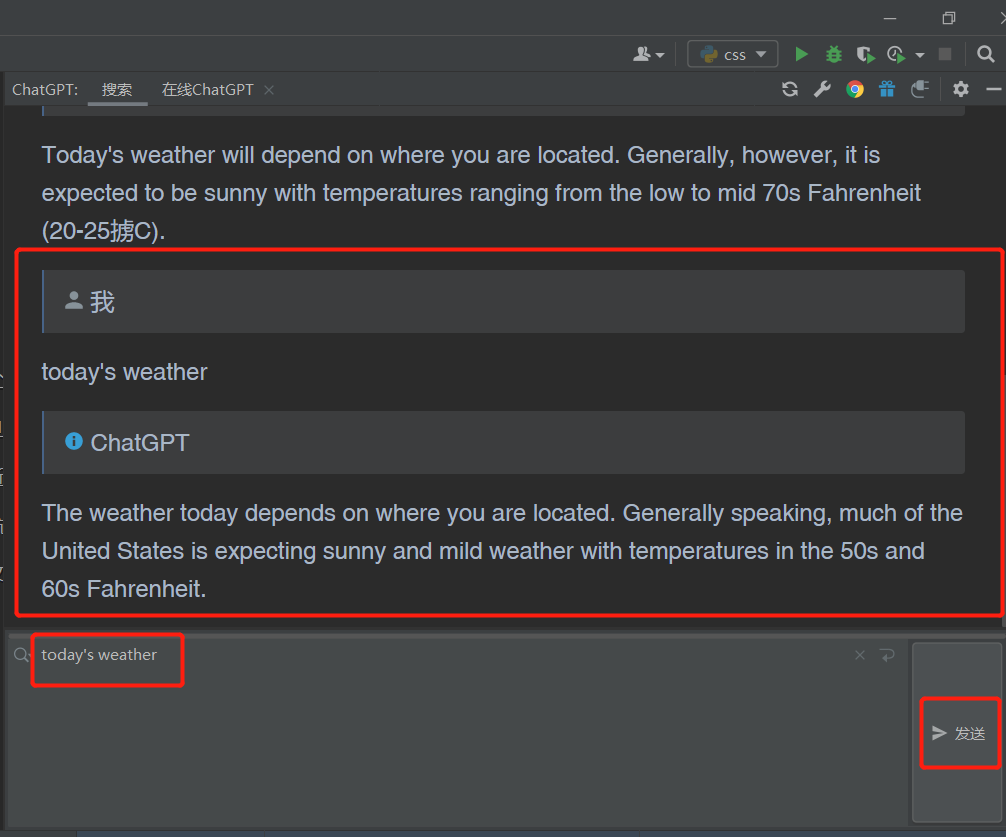 css
ChatGPT: 搜索 在线ChatGPT
Today's weather will depend on where you are located. Generally, however, it is
expected to be sunny with temperatures ranging from the low to mid 70s Fahrenheit
(20-25掳C).
我
today's weather
ChatGPT
The weather today depends on where you are located. Generally speaking, much of the
United States is expecting sunny and mild weather with temperatures in the 50s and
60s Fahrenheit.
today's weather
发送